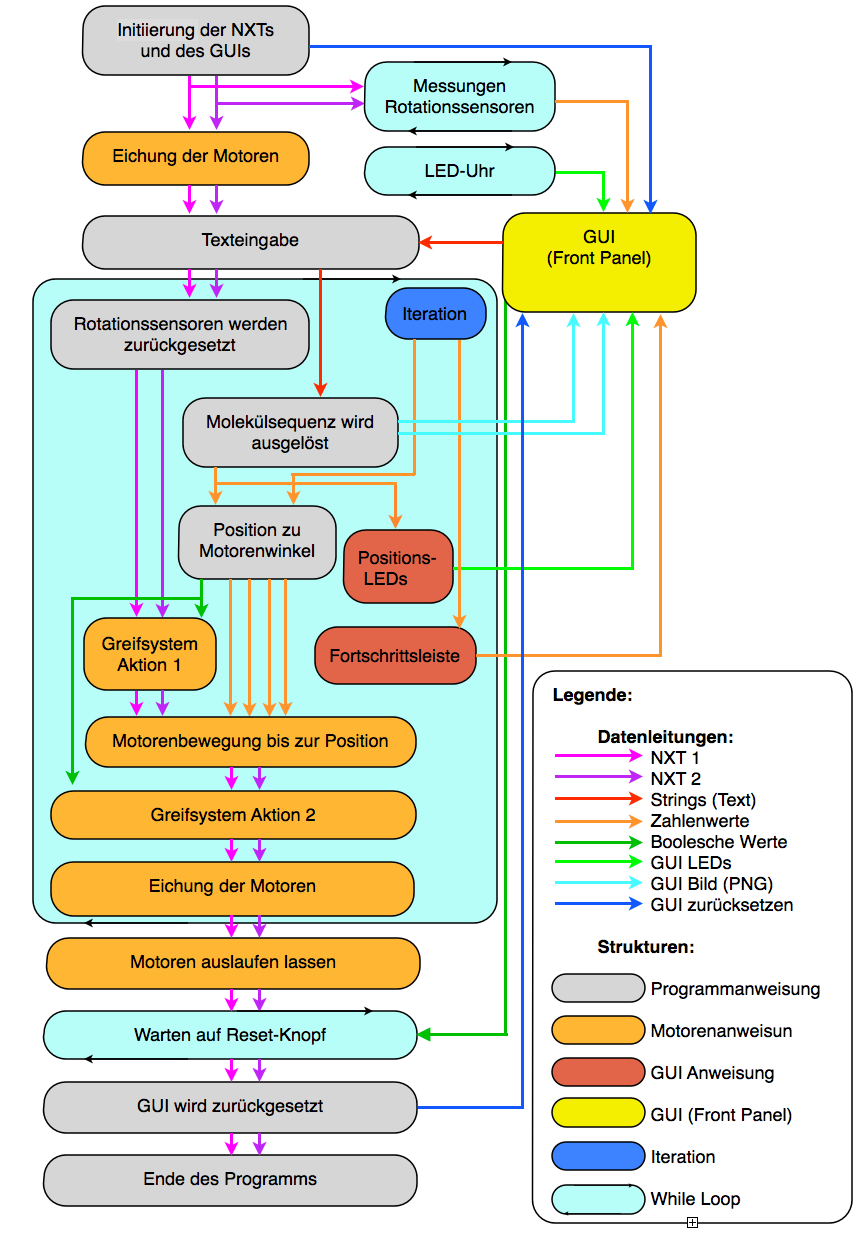 Initiierung der NXTs
und des GUIs
Messungen
Rotationssensoren
Eichung der Motoren
LED-Uhr
Texteingabe
GUI
(Front Panel)
Rotationssensoren werden
zurückgesetzt
Iteration
Molekülsequenz wird
ausgelöst
Position zu
Motorenwinkel
Positions-
LEDs
Greifsystem
Aktion 1
Fortschrittsleiste
Motorenbewegung bis zur Position
Greifsystem Aktion 2
Eichung der Motoren
Motoren auslaufen lassen
Warten auf Reset-Knopf
GUI wird zurückgesetzt
Ende des Programms
Legende:
Datenleitungen:
NXT 1
NXT 2
Strings (Text)
Zahlenwerte
Boolesche Werte
GUI LEDs
GUI Bild (PNG)
GUI zurücksetzen
Strukturen:
Programmanweisung
Motorenanweisun
GUI Anweisung
GUI (Front Panel)
Iteration
While Loop